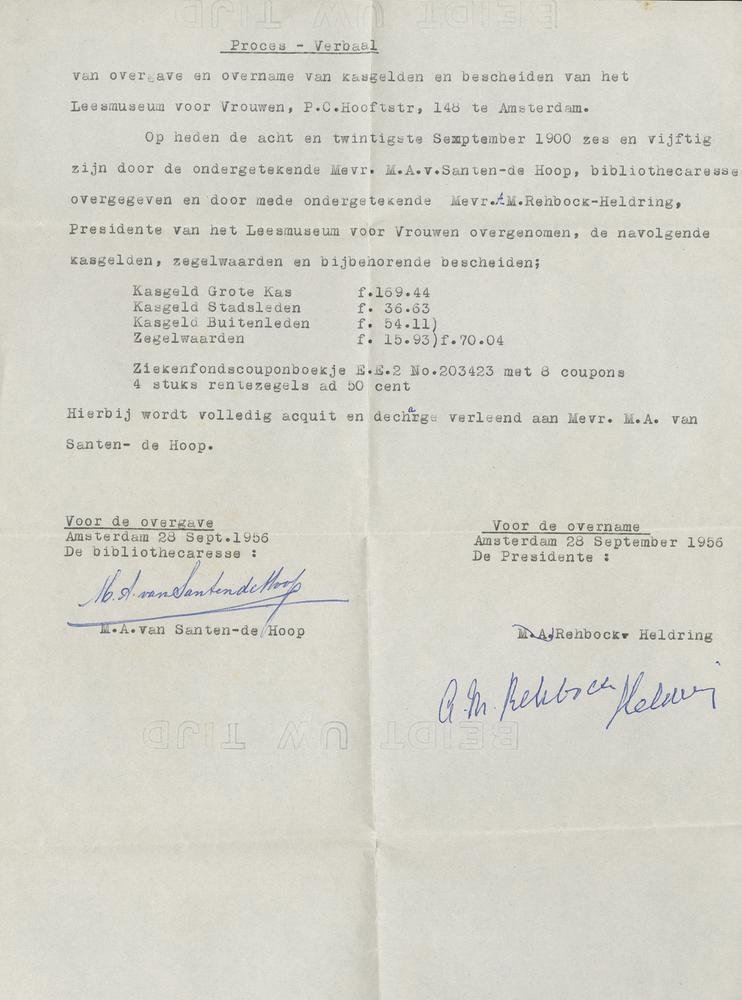 BEIDT UW TIJD
Proces - Verbaal
van overgave en overname van kasgelden en bescheiden van het
Leesmuseum voor Vrouwen, P.C.Hooftstr, 148 te Amsterdam.
Op heden de acht en twintigste Sexptember 1900 zes en vijftig
zijn door de ondergetekende Mevr. M.A.v.Santen-de Hoop, bibliothecaresse
overgegeven en door mede ondergetekende Mevr.A.M.Rehbock-Heldring,
Presidente van het Leesmuseum voor Vrouwen overgenomen, de navolgende
kasgelden, zegelwaarden en bijbehorende bescheiden;
Kasgeld Grote Kas f.169.44
Kasgeld Stadsleden f. 36.63
Kasgeld Buitenleden f. 54.11)
Zegelwaarden f. 15.93)f.70.04
Ziekenfondscouponboekje E.E.2 No.203423 met 8 coupons
4 stuks rentezegels ad 50 cent
Hierbij wordt volledig acquit en decharge verleend aan Mevr. M.A. van
Santen- de Hoop.
Voor de overgave
Amsterdam 28 Sept.1956
De bibliothecaresse :
M. A. van Santen de Hoop
M.A.van Santen-de Hoop
Voor de overname
Amsterdam 28 September 1956
De Presidente :
M.A.Rehbock- Heldring
A. M. Rehbock Heldring
BEIDT UW TIJD